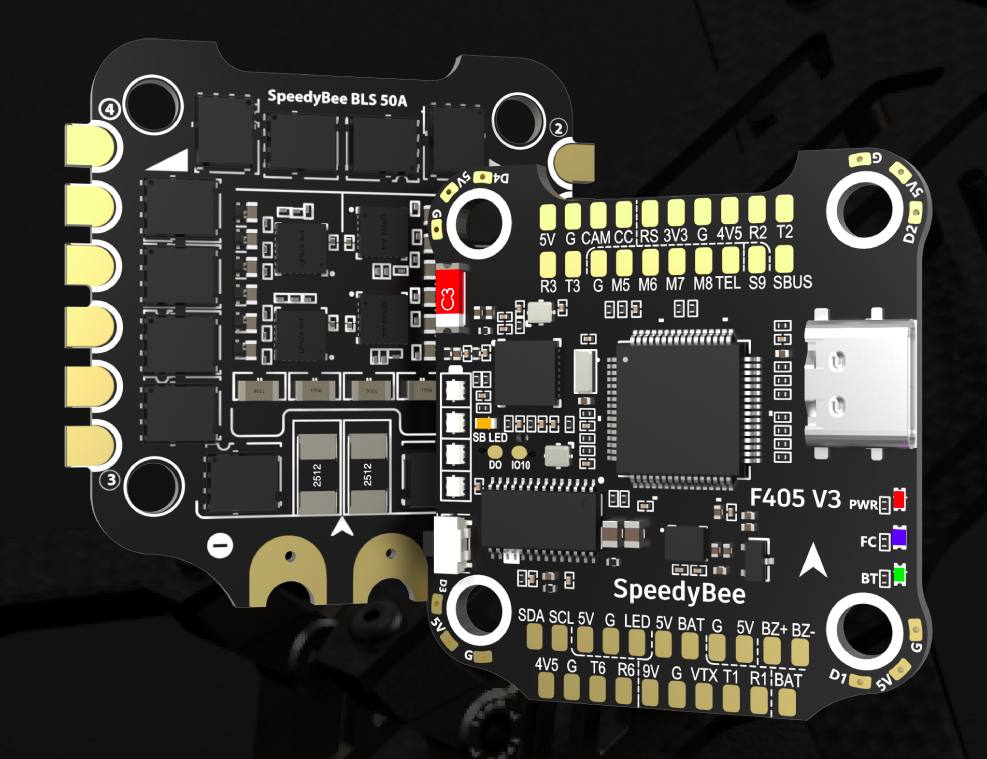 SpeedyBee BLS 50A
4
2
D4
5V
G
G
5V
D2
5V G CAM CC RS 3V3 G 4V5 R2 T2
R3 T3 G M5 M6 M7 M8 TEL S9 SBUS
C3
SB LED
DO IO10
2512
2512
3
F405 V3
PWR
FC
BT
SpeedyBee
D3
5V
G
SDA SCL 5V G LED 5V BAT G 5V BZ+ BZ-
4V5 G T6 R6 9V G VTX T1 R1 BAT
G
5V
D1